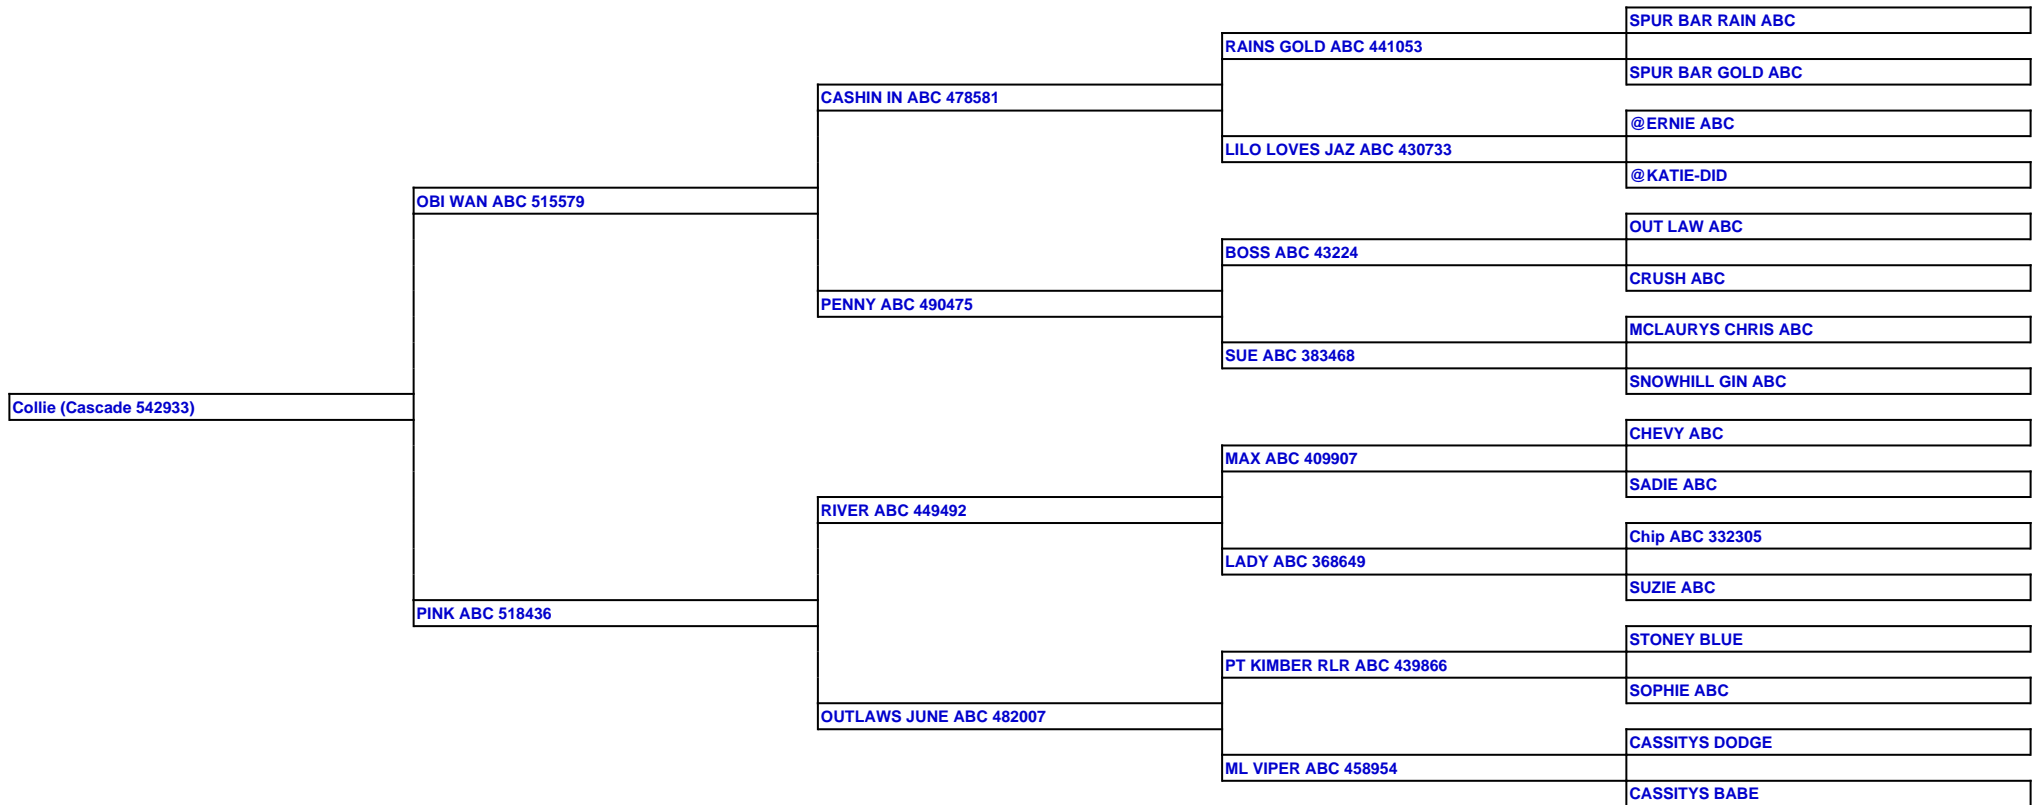 SPUR BAR RAIN ABC
RAINS GOLD ABC 441053
SPUR BAR GOLD ABC
CASHIN IN ABC 478581
@ERNIE ABC
LILO LOVES JAZ ABC 430733
@KATIE-DID
OBI WAN ABC 515579
OUT LAW ABC
BOSS ABC 43224
CRUSH ABC
PENNY ABC 490475
MCLAURYS CHRIS ABC
SUE ABC 383468
SNOWHILL GIN ABC
Collie (Cascade 542933)
CHEVY ABC
MAX ABC 409907
SADIE ABC
RIVER ABC 449492
Chip ABC 332305
LADY ABC 368649
SUZIE ABC
PINK ABC 518436
STONEY BLUE
PT KIMBER RLR ABC 439866
SOPHIE ABC
OUTLAWS JUNE ABC 482007
CASSITYS DODGE
ML VIPER ABC 458954
CASSITYS BABE